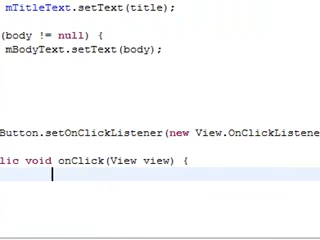 mTitleText.setText(title);
(body != null) {
mBodyText.setText(body);
Button.setOnClickListener(new View.OnClickListene
lic void onClick(View view) {